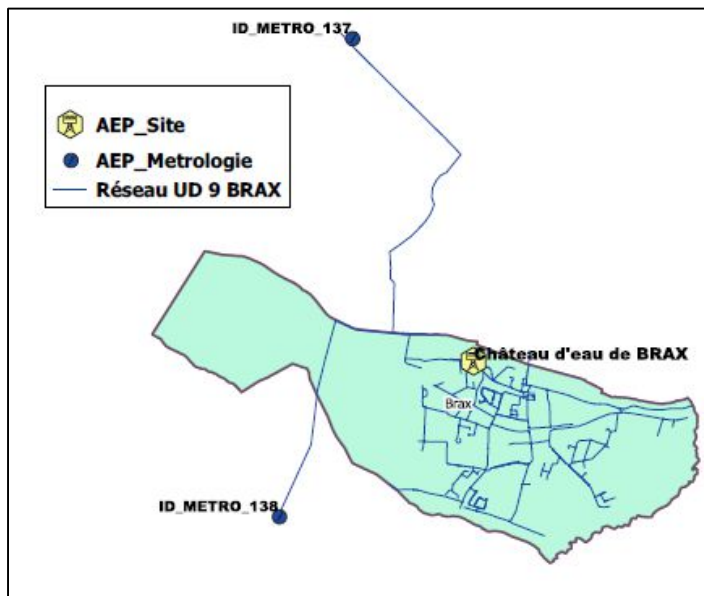 ID_METRO_137
AEP_Site
AEP_Metrologie
Réseau UD 9 BRAX
Château d'eau de BRAX
Brax
ID_METRO_138